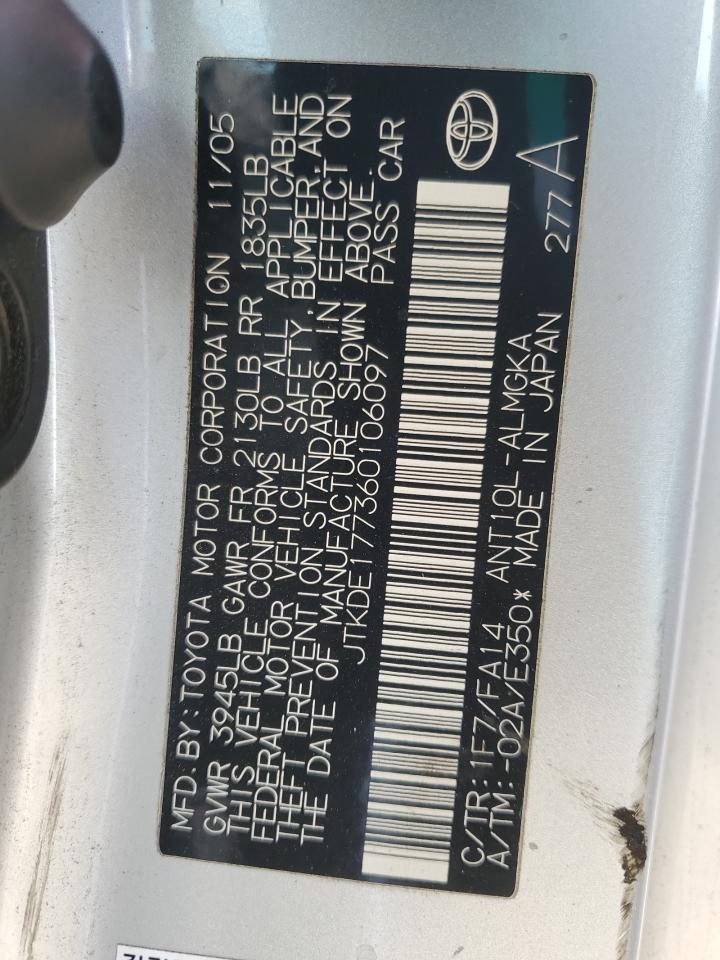 MFD. BY: TOYOTA MOTOR CORPORATION 11/05
GVWR 3945LB GAWR FR 2130LB RR 1835LB
THIS VEHICLE CONFORMS TO ALL APPLICABLE
FEDERAL MOTOR VEHICLE SAFETY, BUMPER, AND
THEFT PREVENTION STANDARDS IN EFFECT ON
THE DATE OF MANUFACTURE SHOWN ABOVE.
JTKDE177360106097 PASS CAR
C/TR: 1F7/FA14 ANT10L-ALMGKA 277 A
A/TM: -02A/E350* MADE IN JAPAN